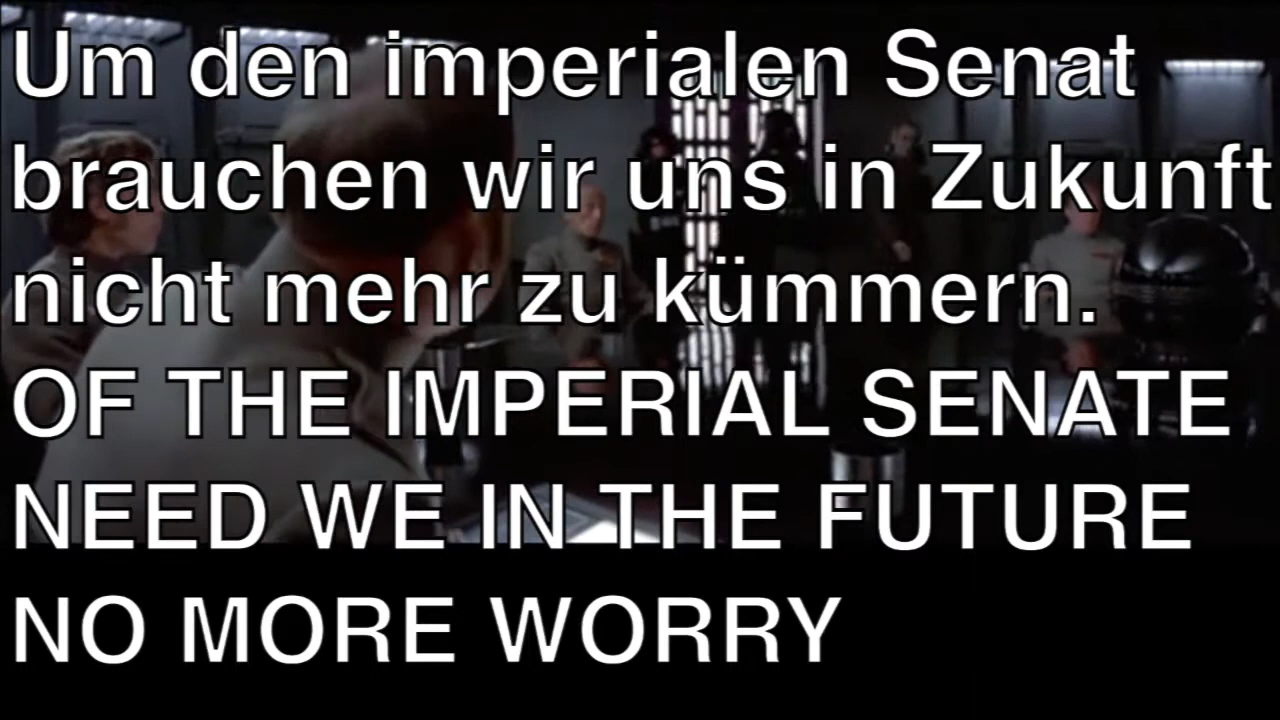 Um den imperialen Senat
brauchen wir uns in Zukunft
nicht mehr zu kümmern.
OF THE IMPERIAL SENATE
NEED WE IN THE FUTURE
NO MORE WORRY